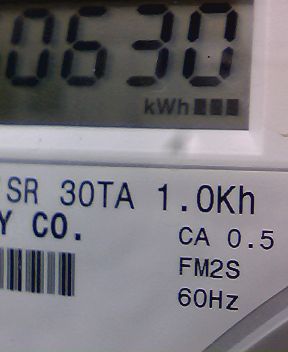 0630
kWh
SR 30TA 1.0Kh
Y CO.
CA 0.5
FM2S
60Hz